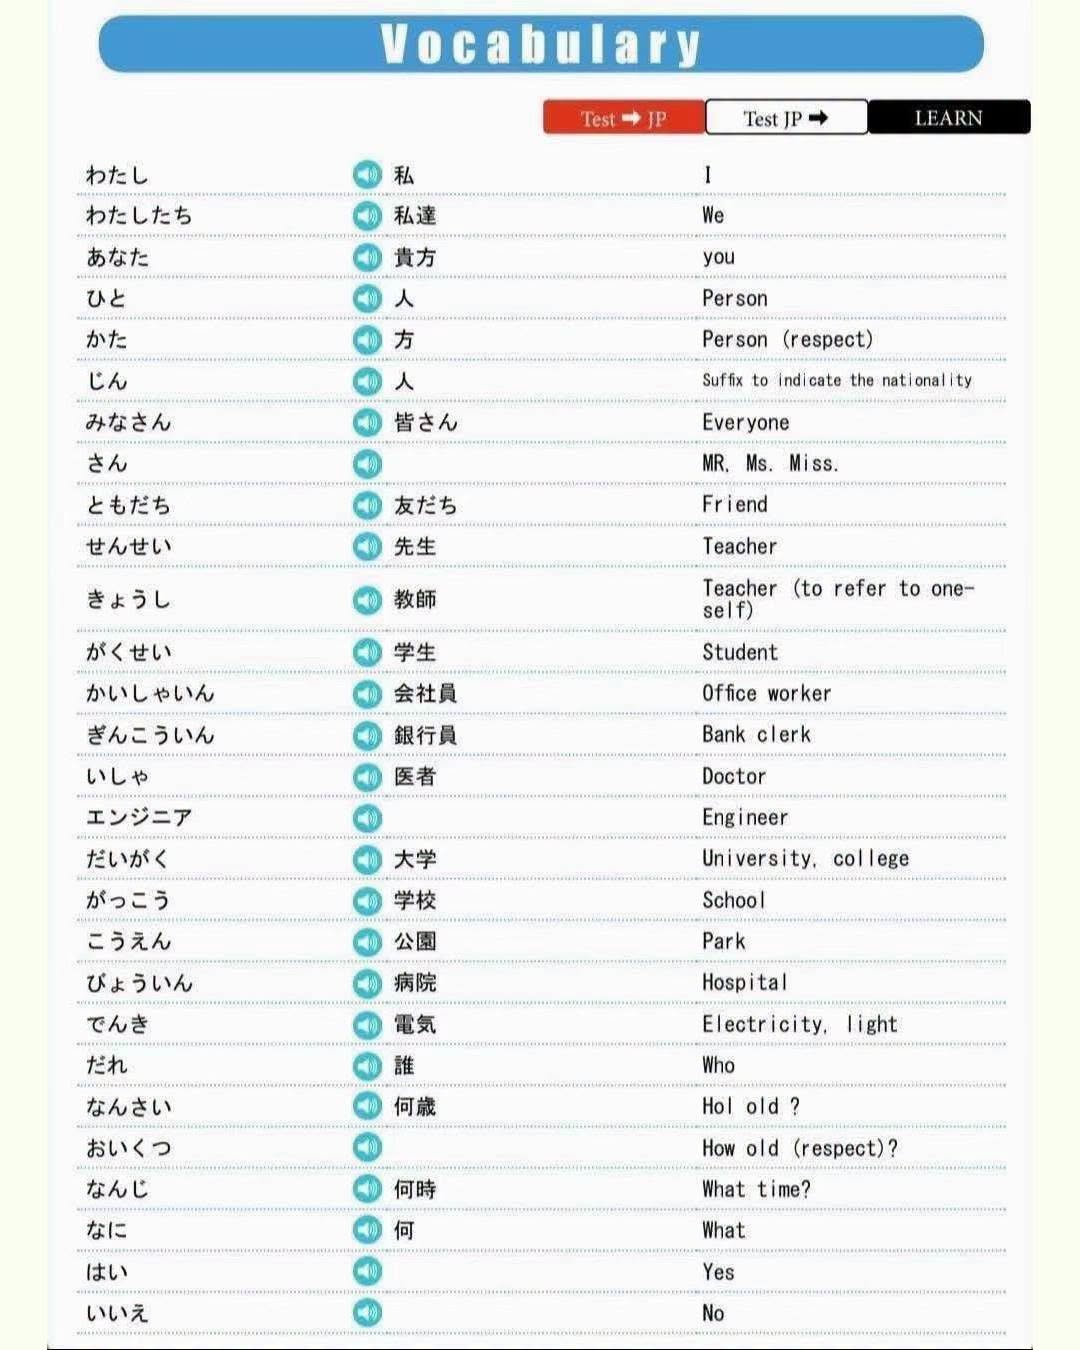 Vocabulary
Test ➡ JP Test JP ➡ LEARN
わたし 私 I
わたしたち 私達 We
あなた 貴方 you
ひと 人 Person
かた 方 Person (respect)
じん 人 Suffix to indicate the nationality
みなさん 皆さん Everyone
さん MR, Ms. Miss.
ともだち 友だち Friend
せんせい 先生 Teacher
きょうし 教師 Teacher (to refer to one-
self)
がくせい 学生 Student
かいしゃいん 会社員 Office worker
ぎんこういん 銀行員 Bank clerk
いしゃ 医者 Doctor
エンジニア Engineer
だいがく 大学 University, college
がっこう 学校 School
こうえん 公園 Park
びょういん 病院 Hospital
でんき 電気 Electricity, light
だれ 誰 Who
なんさい 何歳 Hol old ?
おいくつ How old (respect)?
なんじ 何時 What time?
なに 何 What
はい Yes
いいえ No